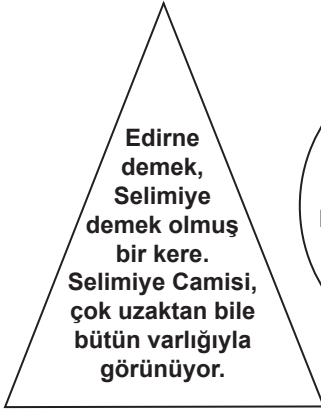 Edirne
demek,
Selimiye
demek olmuş
bir kere.
Selimiye Camisi,
çok uzaktan bile
bütün varlığıyla
görünüyor.